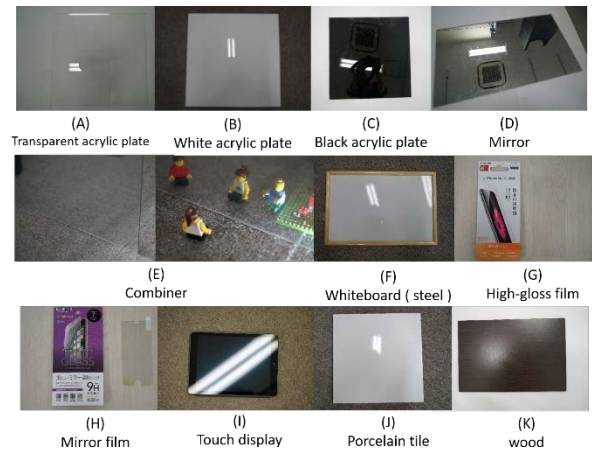 (A)
Transparent acrylic plate
(B)
White acrylic plate
(C)
Black acrylic plate
(D)
Mirror
(E)
Combiner
(F)
Whiteboard ( steel )
(G)
High-gloss film
9H
(H)
Mirror film
(I)
Touch display
(J)
Porcelain tile
(K)
wood